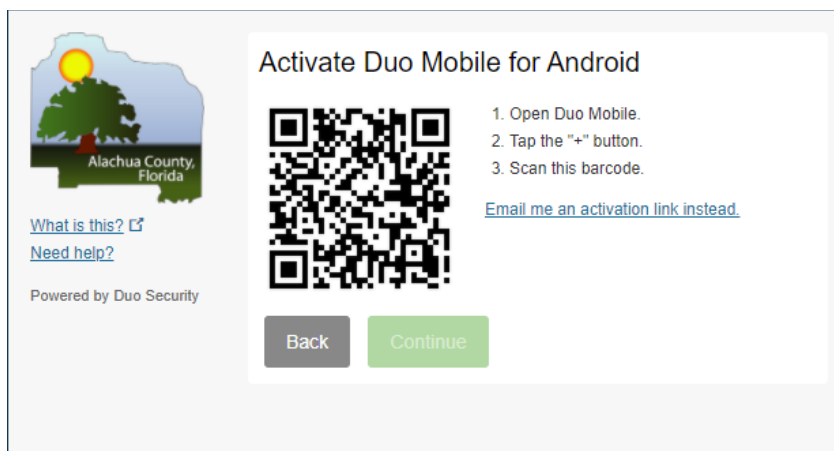 Alachua County,
Florida
What is this?
Need help?
Powered by Duo Security
Activate Duo Mobile for Android
1. Open Duo Mobile.
2. Tap the "+" button.
3. Scan this barcode.
Email me an activation link instead.
Back
Continue